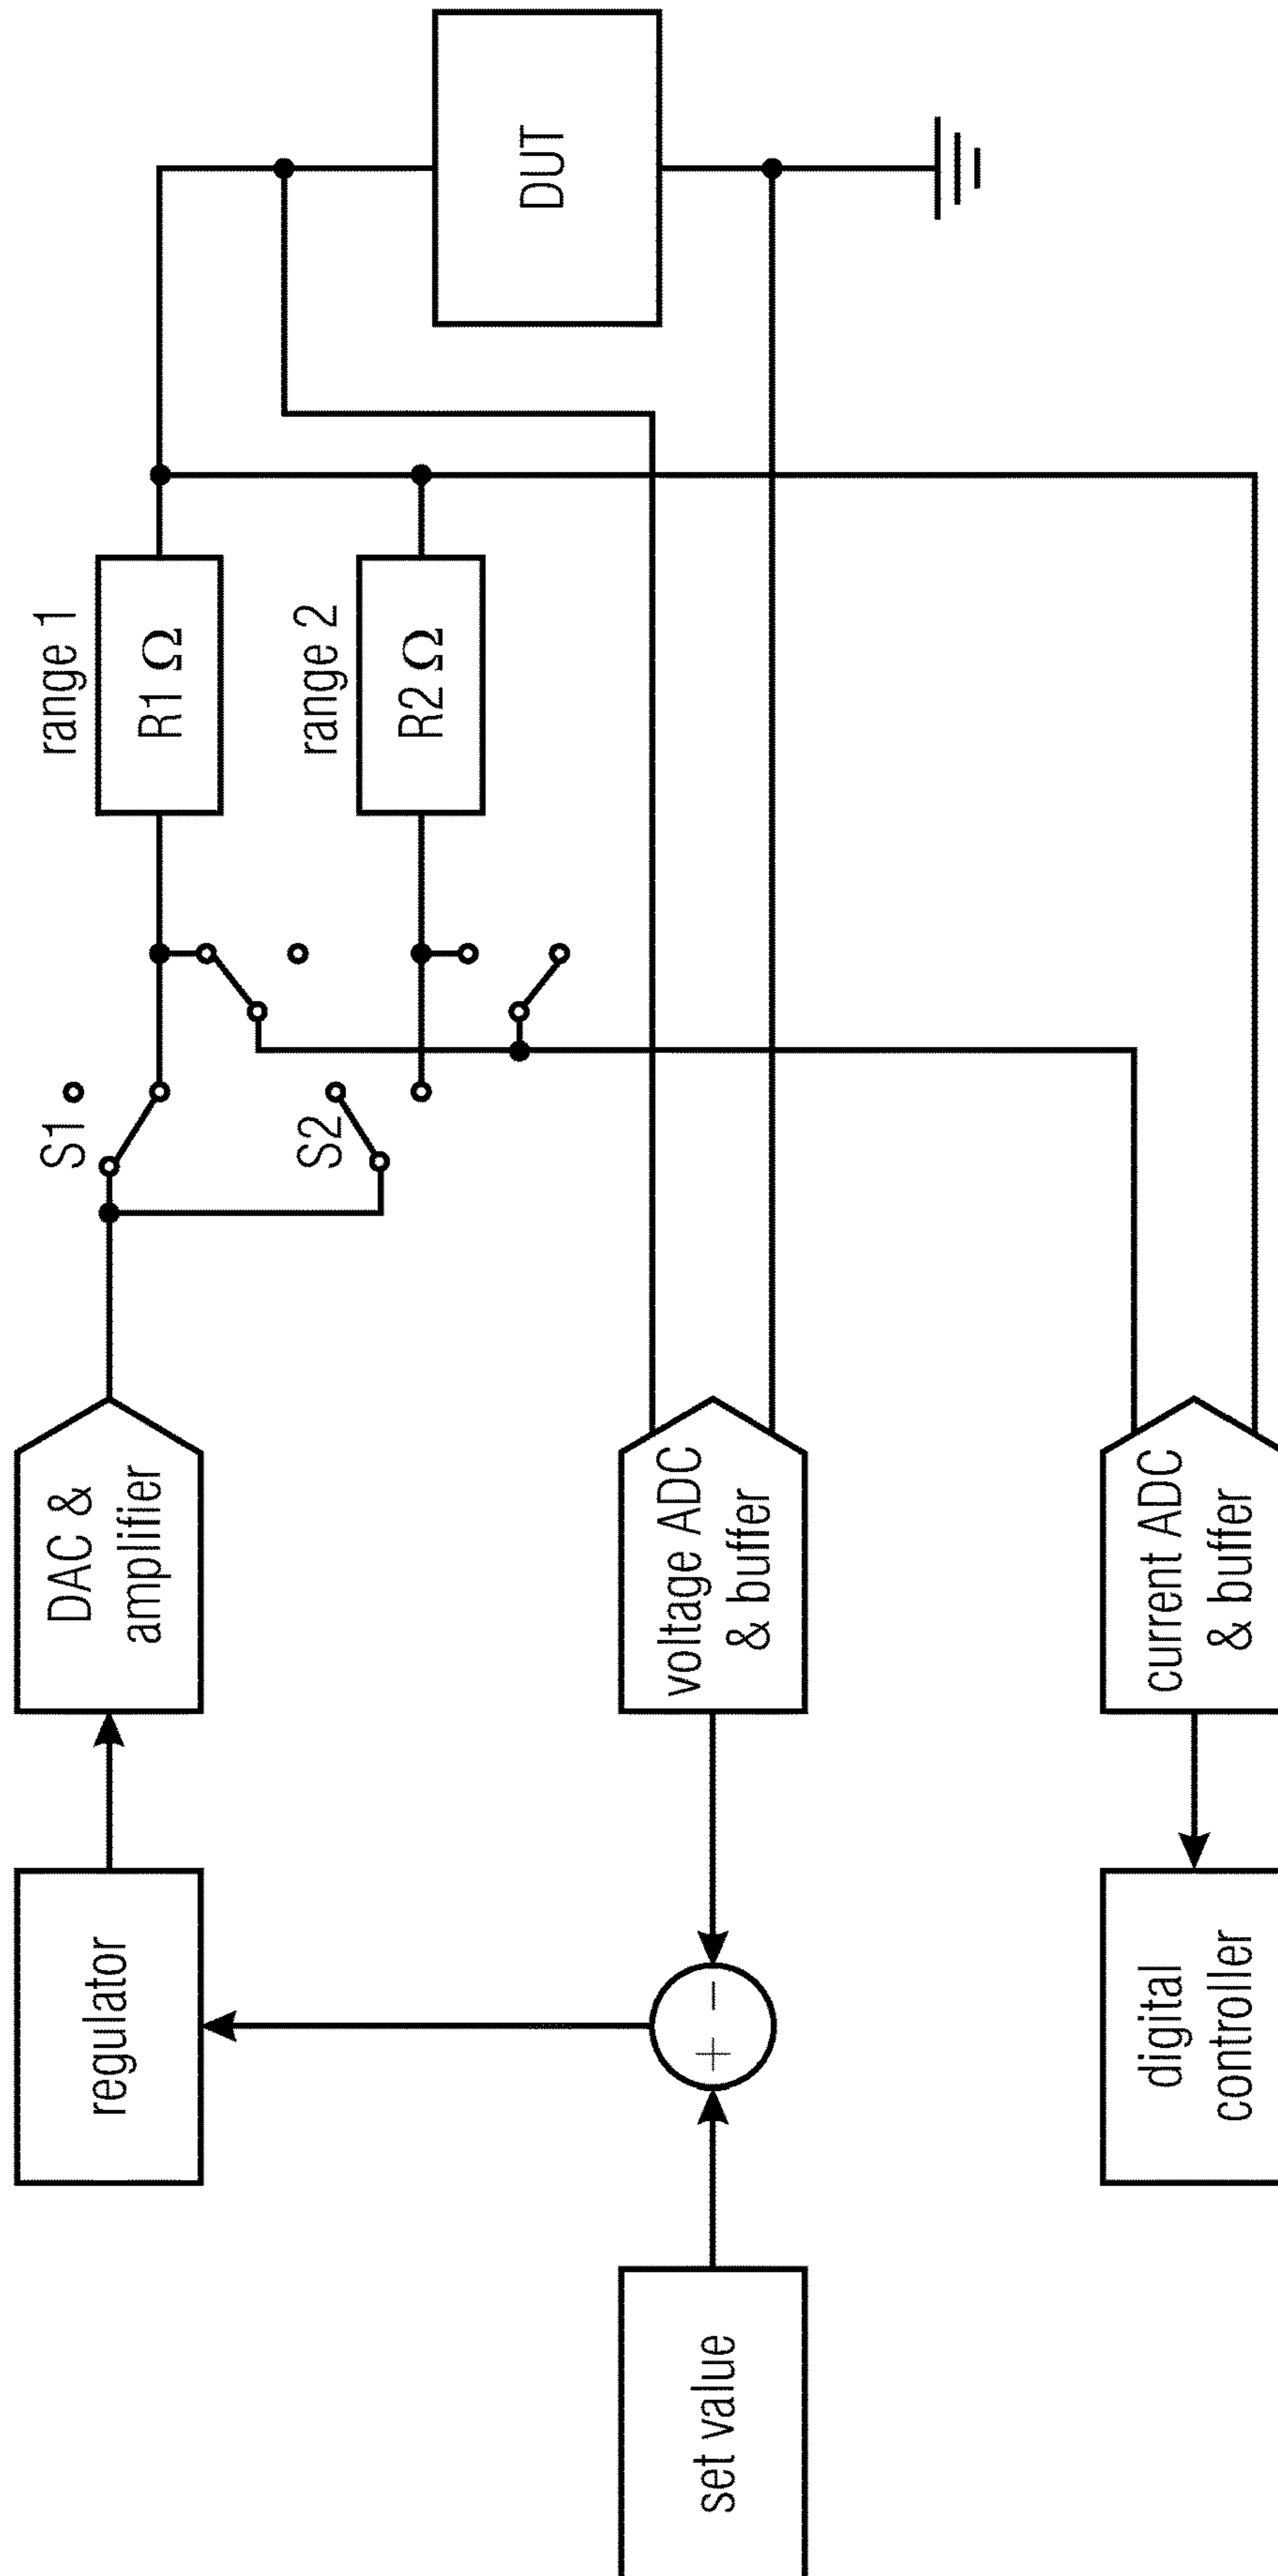 set value
+
−
regulator
DAC &
amplifier
S1
S2
range 1
R1 Ω
range 2
R2 Ω
DUT
voltage ADC
& buffer
digital
controller
current ADC
& buffer